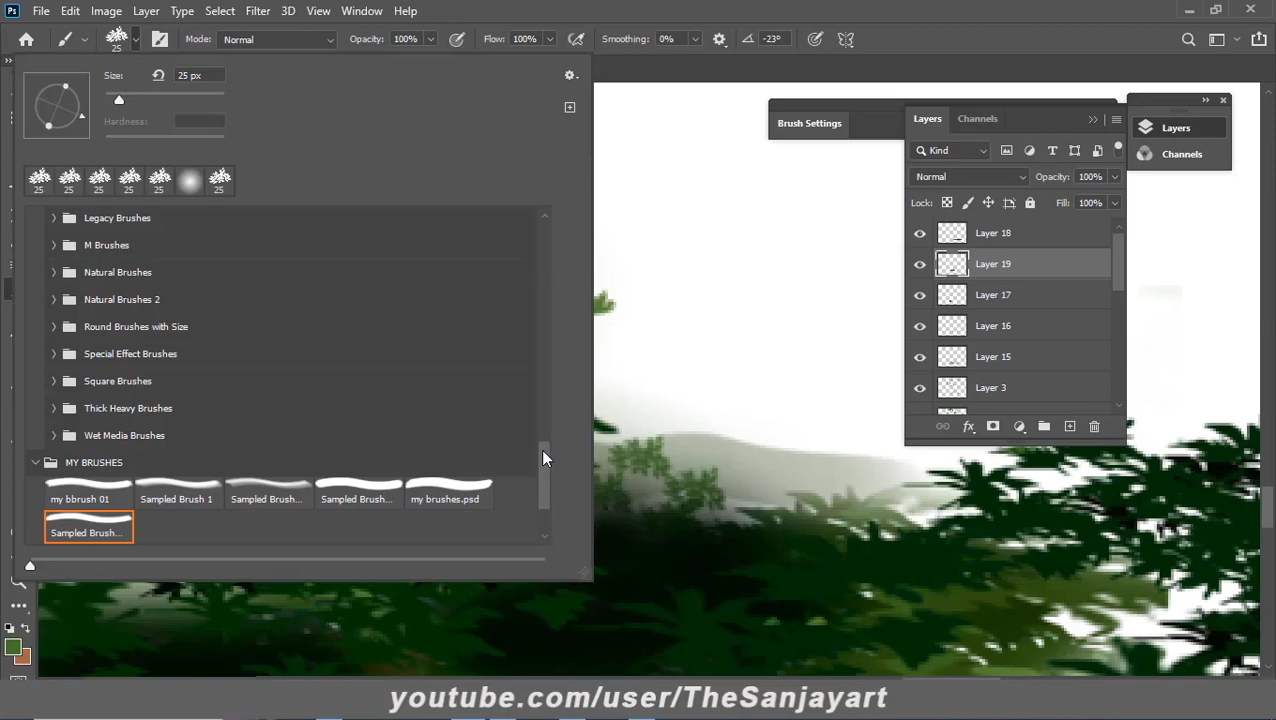 Ps File Edit Image Layer Type Select Filter 3D View Window Help
25 Mode: Normal Opacity: 100% Flow: 100% Smoothing: 0% -23°
Size: 25 px
Hardness:
25 25 25 25 25 25
Legacy Brushes
M Brushes
Natural Brushes
Natural Brushes 2
Round Brushes with Size
Special Effect Brushes
Square Brushes
Thick Heavy Brushes
Wet Media Brushes
MY BRUSHES
my bbrush 01 Sampled Brush 1 Sampled Brush... Sampled Brush... my brushes.psd
Sampled Brush...
Brush Settings
Layers Channels
Kind
Normal Opacity: 100%
Lock: Fill: 100%
Layer 18
Layer 19
Layer 17
Layer 16
Layer 15
Layer 3
Layers
Channels
youtube.com/user/TheSanjayart